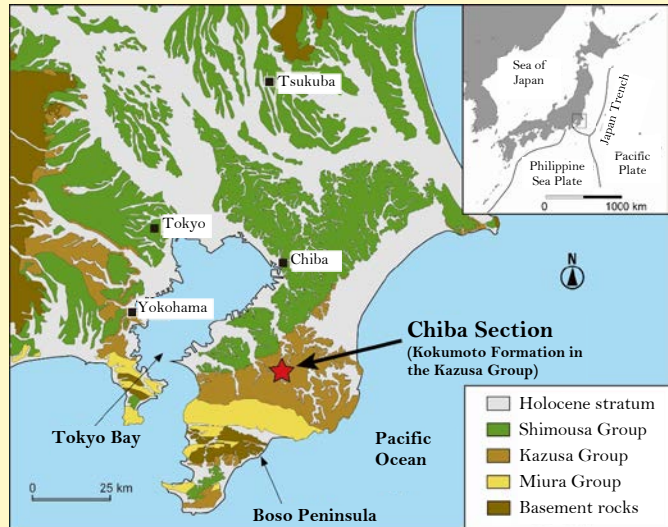 Tsukuba
Tokyo
Chiba
Yokohama
Tokyo Bay
Boso Peninsula
Pacific
Ocean
Chiba Section
(Kokumoto Formation in
the Kazusa Group)
N
0
25 km
Sea of
Japan
Japan Trench
Philippine
Sea Plate
Pacific
Plate
0
1000 km
Holocene stratum
Shimousa Group
Kazusa Group
Miura Group
Basement rocks